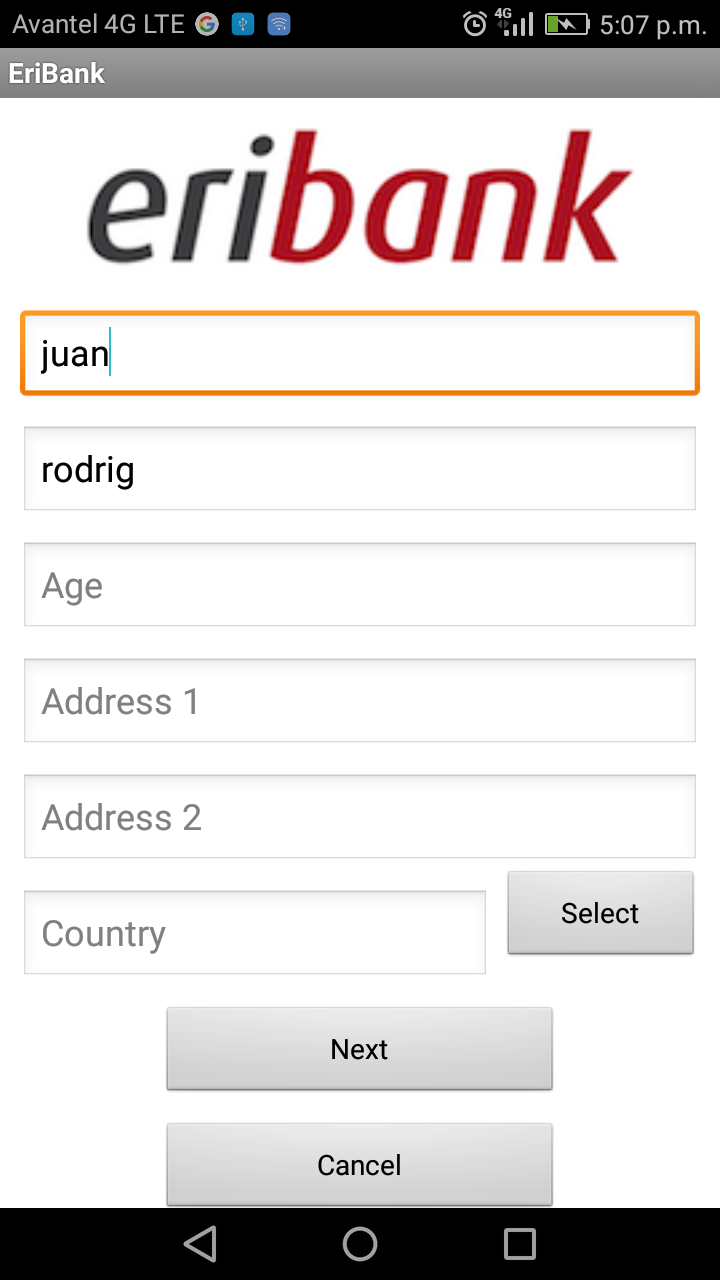 Avantel 4G LTE 4G 5:07 p.m.
EriBank
eribank
juan
rodrig
Age
Address 1
Address 2
Country
Select
Next
Cancel